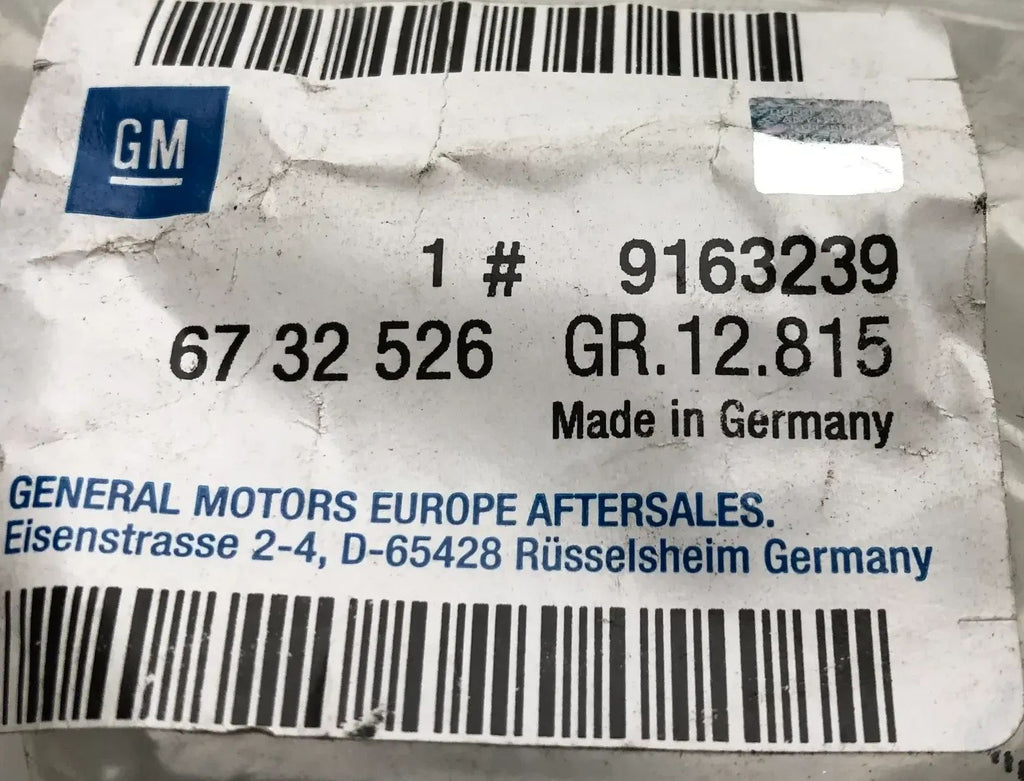 GM
1 # 9163239
67 32 526 GR.12.815
Made in Germany
GENERAL MOTORS EUROPE AFTERSALES.
Eisenstrasse 2-4, D-65428 Rüsselsheim Germany